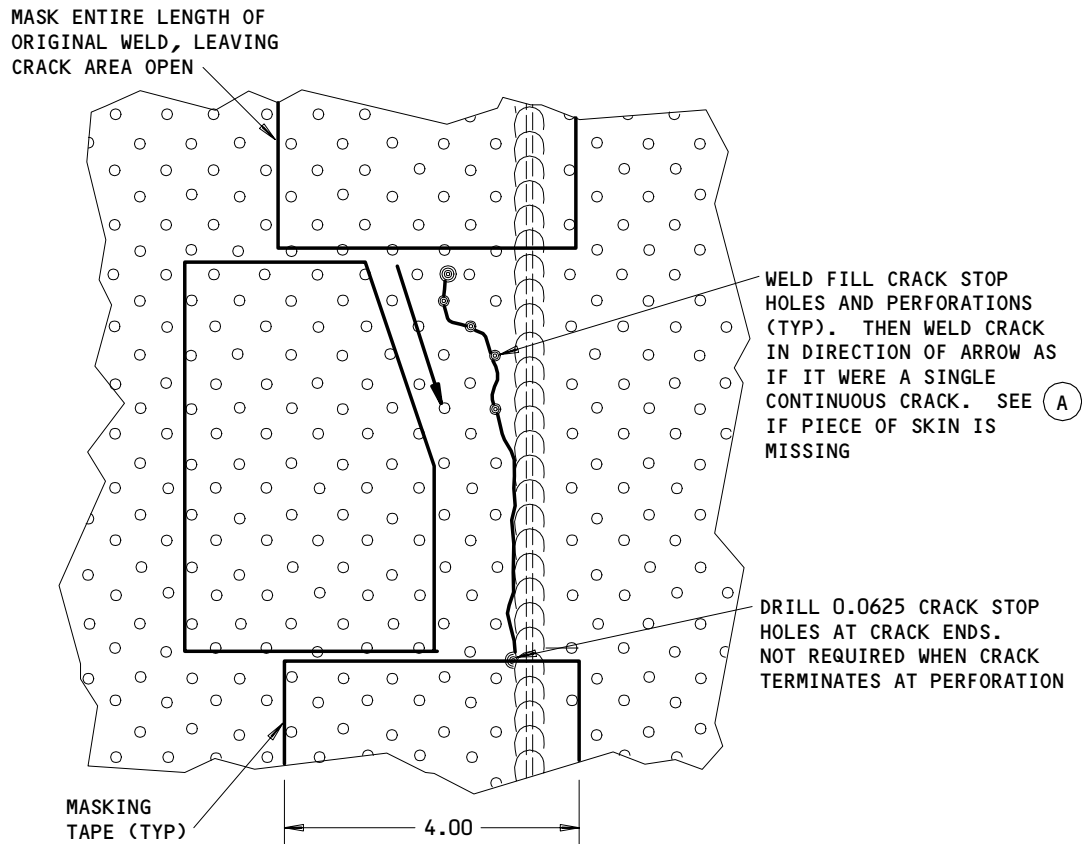 MASK ENTIRE LENGTH OF
ORIGINAL WELD, LEAVING
CRACK AREA OPEN
WELD FILL CRACK STOP
HOLES AND PERFORATIONS
(TYP). THEN WELD CRACK
IN DIRECTION OF ARROW AS
IF IT WERE A SINGLE
CONTINUOUS CRACK. SEE A
IF PIECE OF SKIN IS
MISSING
DRILL 0.0625 CRACK STOP
HOLES AT CRACK ENDS.
NOT REQUIRED WHEN CRACK
TERMINATES AT PERFORATION
MASKING
TAPE (TYP)
4.00